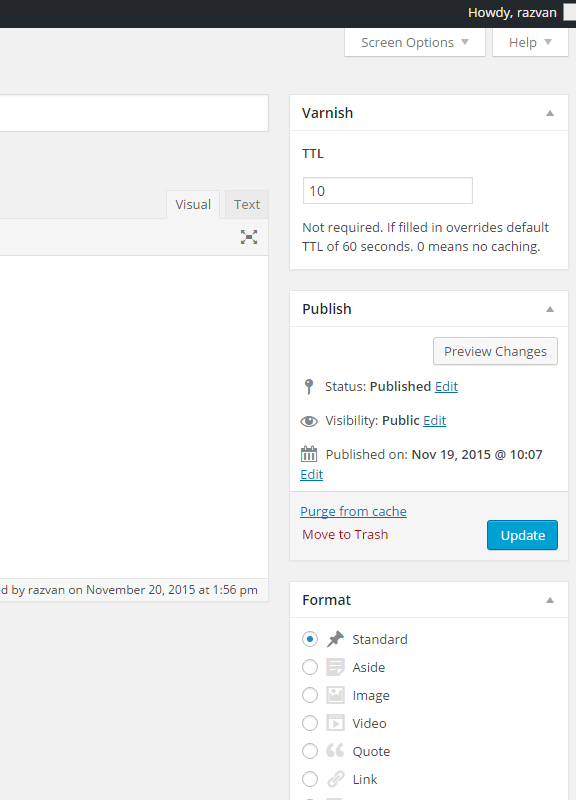 Howdy, razvan
Screen Options
Help
Varnish
TTL
10
Not required. If filled in overrides default
TTL of 60 seconds. 0 means no caching.
Visual
Text
Publish
Preview Changes
Status: Published Edit
Visibility: Public Edit
Published on: Nov 19, 2015 @ 10:07
Edit
Purge from cache
Move to Trash
Update
d by razvan on November 20, 2015 at 1:56 pm
Format
Standard
Aside
Image
Video
Quote
Link